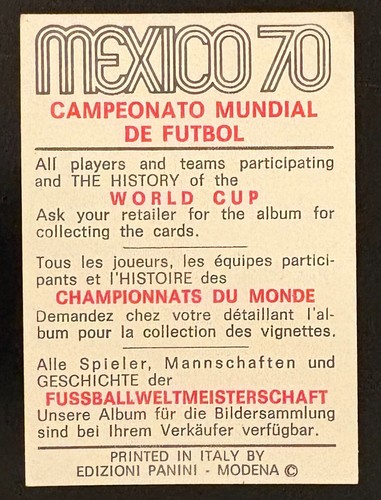 MEXICO 70
CAMPEONATO MUNDIAL
DE FUTBOL
All players and teams participating
and THE HISTORY of the
WORLD CUP
Ask your retailer for the album for
collecting the cards.
Tous les joueurs, les équipes partici-
pants et l'HISTOIRE des
CHAMPIONNATS DU MONDE
Demandez chez votre détaillant l'al-
bum pour la collection des vignettes.
Alle Spieler, Mannschaften und
GESCHICHTE der
FUSSBALLWELTMEISTERSCHAFT
Unsere Album für die Bildersammlung
sind bei Ihrem Verkäufer verfügbar.
PRINTED IN ITALY BY
EDIZIONI PANINI - MODENA ©